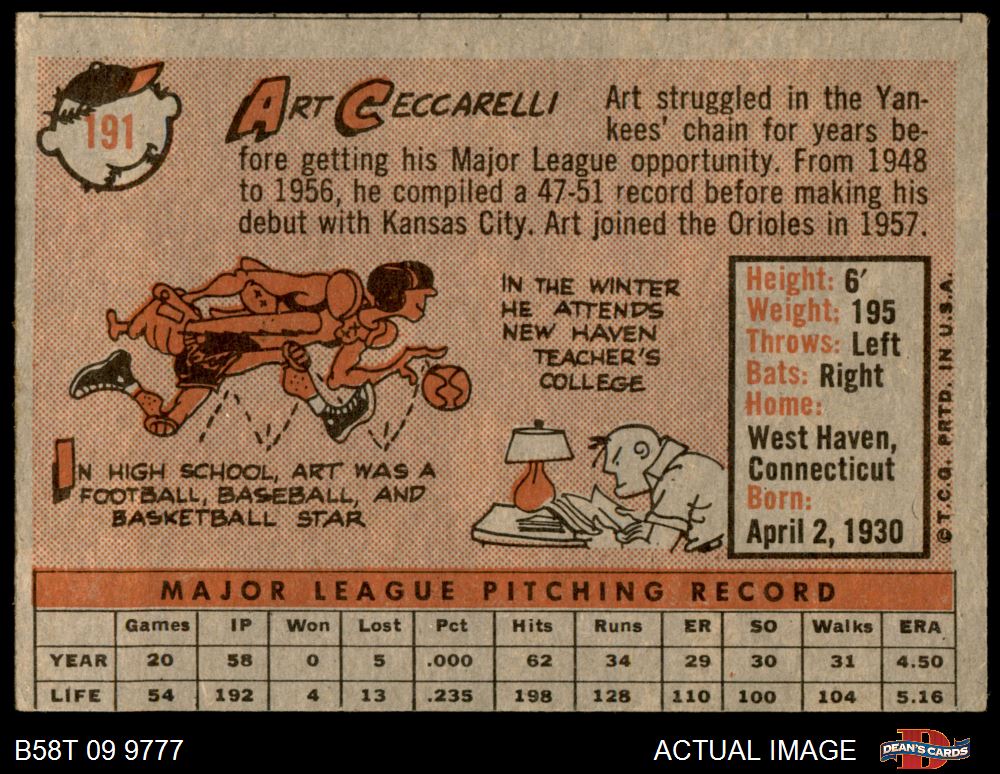 191
ART CECCARELLI
Art struggled in the Yan-
kees' chain for years be-
fore getting his Major League opportunity. From 1948
to 1956, he compiled a 47-51 record before making his
debut with Kansas City. Art joined the Orioles in 1957.
IN THE WINTER
HE ATTENDS
NEW HAVEN
TEACHER'S
COLLEGE
IN HIGH SCHOOL, ART WAS A
FOOTBALL, BASEBALL, AND
BASKETBALL STAR
Height: 6'
Weight: 195
Throws: Left
Bats: Right
Home:
West Haven,
Connecticut
Born:
April 2, 1930
© T.C.G. PRTD. IN U.S.A.
MAJOR LEAGUE PITCHING RECORD
Games IP Won Lost Pct Hits Runs ER SO Walks ERA
YEAR 20 58 0 5 .000 62 34 29 30 31 4.50
LIFE 54 192 4 13 .235 198 128 110 100 104 5.16
B58T 09 9777
ACTUAL IMAGE
DEAN'S CARDS